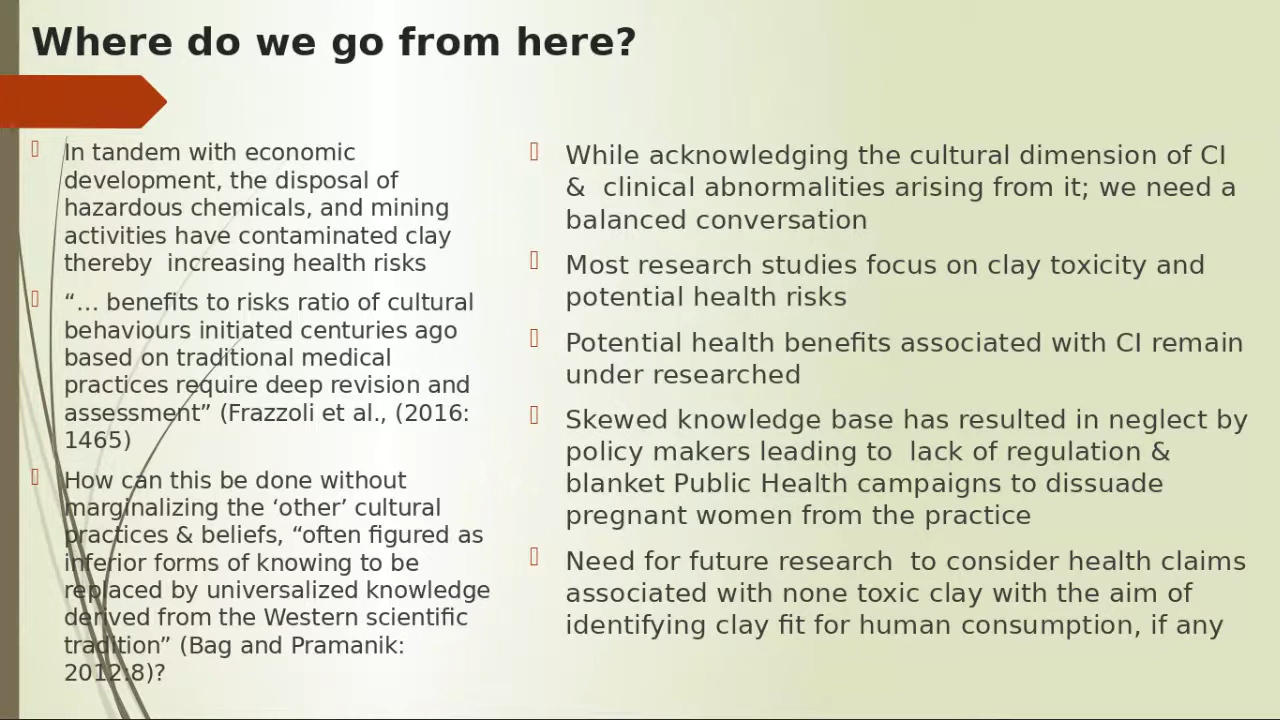 Where do we go from here?
In tandem with economic
development, the disposal of
hazardous chemicals, and mining
activities have contaminated clay
thereby  increasing health risks
“… benefits to risks ratio of cultural
behaviours initiated centuries ago
based on traditional medical
practices require deep revision and
assessment” (Frazzoli et al., (2016:
1465)
How can this be done without
marginalizing the ‘other’ cultural
practices & beliefs, “often figured as
inferior forms of knowing to be
replaced by universalized knowledge
derived from the Western scientific
tradition” (Bag and Pramanik:
2012:8)?
While acknowledging the cultural dimension of CI
&  clinical abnormalities arising from it; we need a
balanced conversation
Most research studies focus on clay toxicity and
potential health risks
Potential health benefits associated with CI remain
under researched
Skewed knowledge base has resulted in neglect by
policy makers leading to  lack of regulation &
blanket Public Health campaigns to dissuade
pregnant women from the practice
Need for future research  to consider health claims
associated with none toxic clay with the aim of
identifying clay fit for human consumption, if any